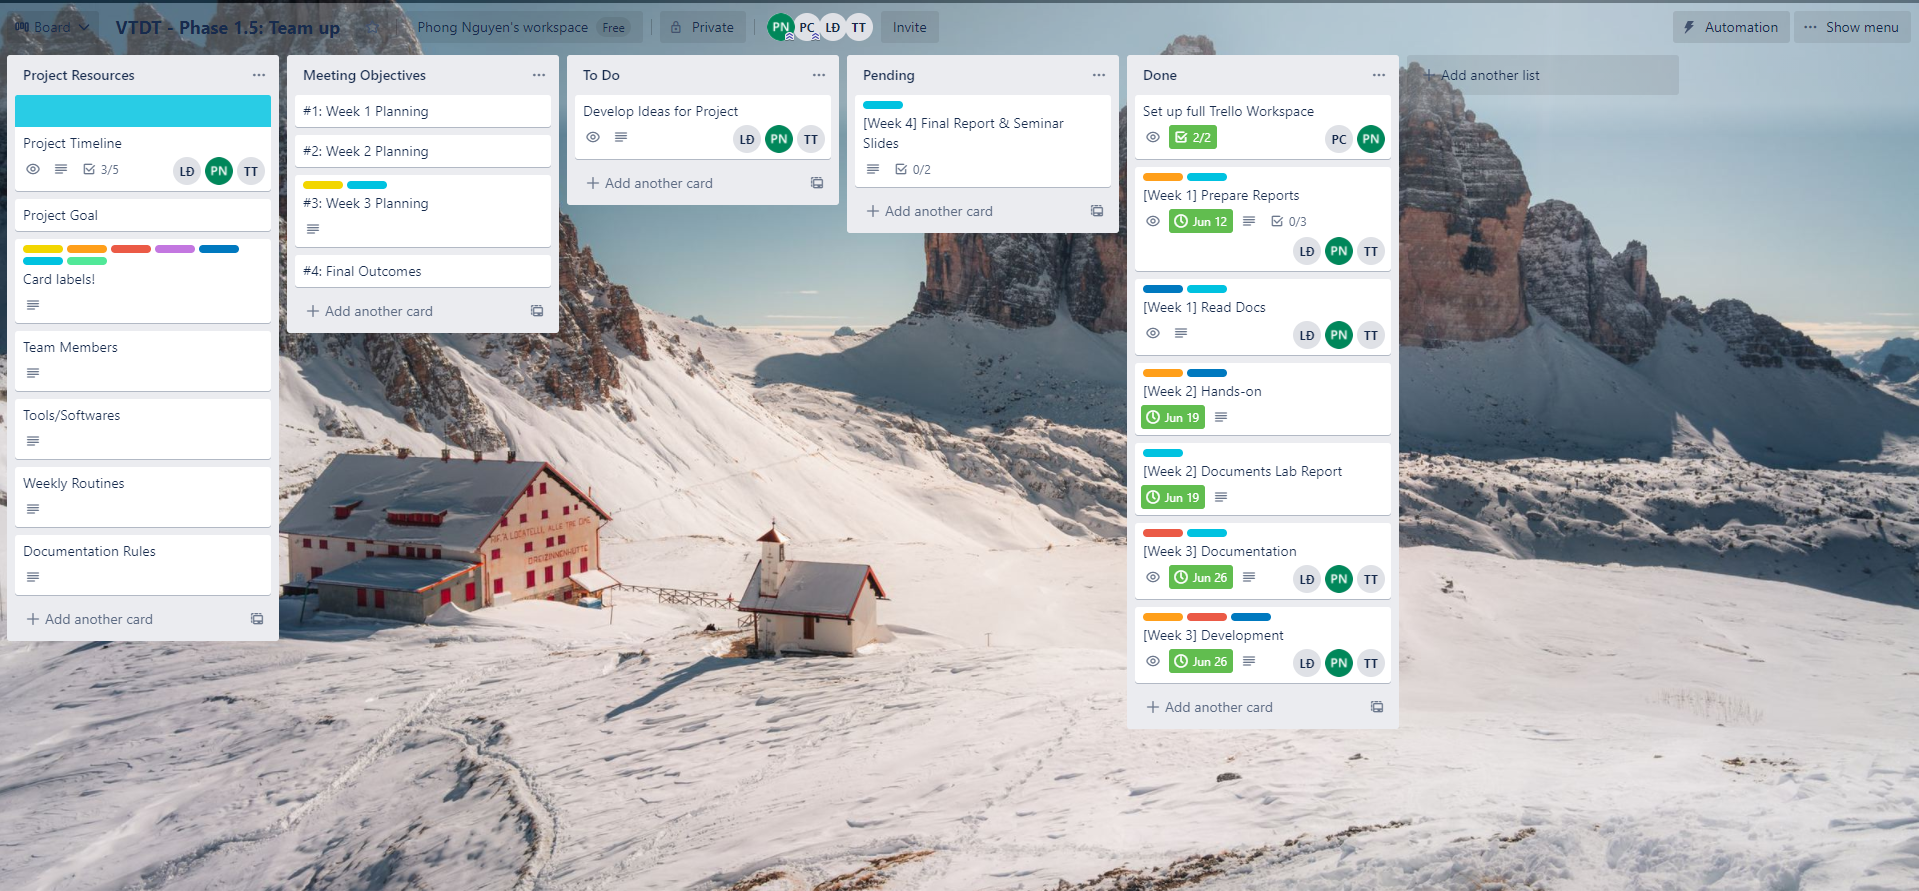 Board
VTDT - Phase 1.5: Team up
Phong Nguyen's workspace Free
Private
PN PC LĐ TT
Invite
Automation
Show menu
Project Resources
Project Timeline
3/5
LĐ PN TT
Project Goal
Card labels!
Team Members
Tools/Softwares
Weekly Routines
Documentation Rules
Add another card
Meeting Objectives
#1: Week 1 Planning
#2: Week 2 Planning
#3: Week 3 Planning
#4: Final Outcomes
Add another card
To Do
Develop Ideas for Project
LĐ PN TT
Add another card
Pending
[Week 4] Final Report & Seminar
Slides
0/2
Add another card
Done
Set up full Trello Workspace
2/2
PC PN
[Week 1] Prepare Reports
Jun 12 0/3
LĐ PN TT
[Week 1] Read Docs
LĐ PN TT
[Week 2] Hands-on
Jun 19
[Week 2] Documents Lab Report
Jun 19
[Week 3] Documentation
Jun 26
LĐ PN TT
[Week 3] Development
Jun 26
LĐ PN TT
Add another card
Add another list
DREIZINNENHÜTTE